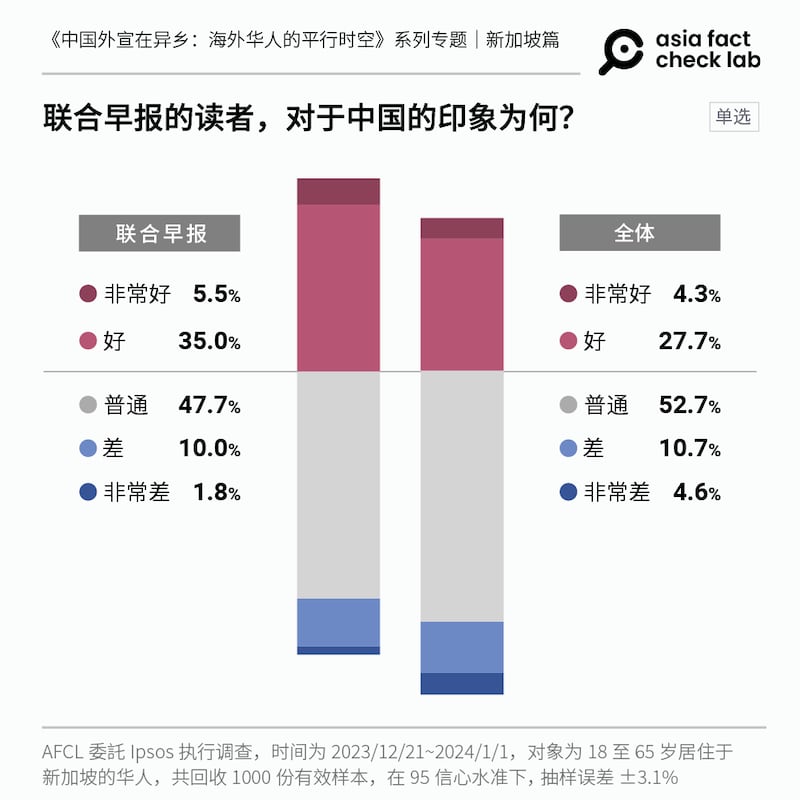 《中国外宣在异乡：海外华人的平行时空》系列专题｜新加坡篇
asia fact
check lab
联合早报的读者，对于中国的印象为何？
单选
联合早报
非常好 5.5%
好 35.0%
普通 47.7%
差 10.0%
非常差 1.8%
全体
非常好 4.3%
好 27.7%
普通 52.7%
差 10.7%
非常差 4.6%
AFCL 委託 Ipsos 执行调查，时间为 2023/12/21~2024/1/1，对象为 18 至 65 岁居住于
新加坡的华人，共回收 1000 份有效样本，在 95 信心水准下，抽样误差 ±3.1%